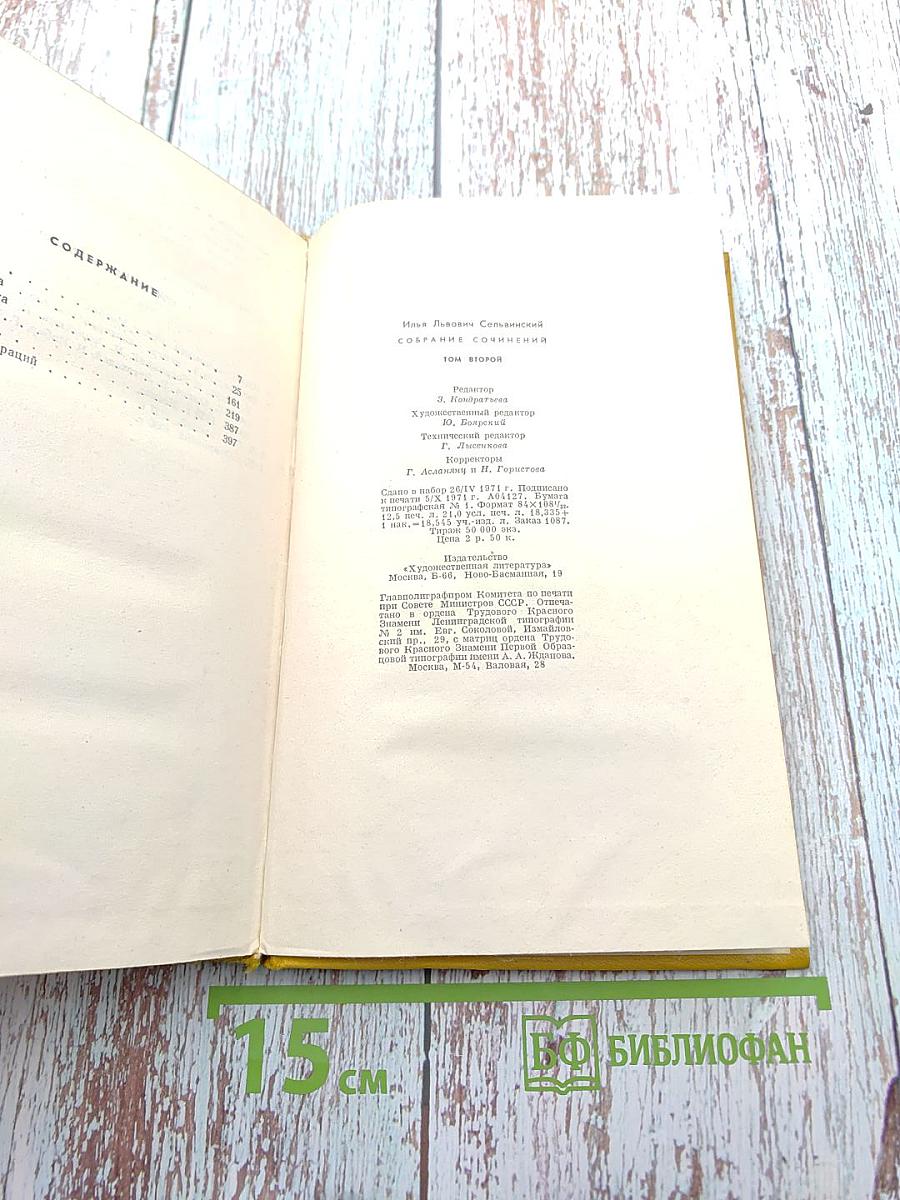 СОДЕРЖАНИЕ
7
25
161
219
раций 387
397
Илья Львович Сельвинский
СОБРАНИЕ СОЧИНЕНИЙ
ТОМ ВТОРОЙ
Редактор
З. Кондратьева
Художественный редактор
Ю. Боярский
Технический редактор
Г. Лысенкова
Корректоры
Г. Асланянц и Н. Гористова
Сдано в набор 26/IV 1971 г. Подписано
к печати 5/X 1971 г. А04127. Бумага
типографская № 1. Формат 84×108¹/₃₂.
12,5 печ. л. 21,0 усл. печ. л. 18,335+
1 нак.=18,545 уч.-изд. л. Заказ 1087.
Тираж 50 000 экз.
Цена 2 р. 50 к.
Издательство
«Художественная литература»
Москва, Б-66, Ново-Басманная, 19
Главполиграфпром Комитета по печати
при Совете Министров СССР. Отпеча-
тано в ордена Трудового Красного
Знамени Ленинградской типографии
№ 2 им. Евг. Соколовой, Измайлов-
ский пр., 29, с матриц ордена Трудо-
вого Красного Знамени Первой Образ-
цовой типографии имени А. А. Жданова.
Москва, М-54, Валовая, 28
15 см
БФ БИБЛИОФАН